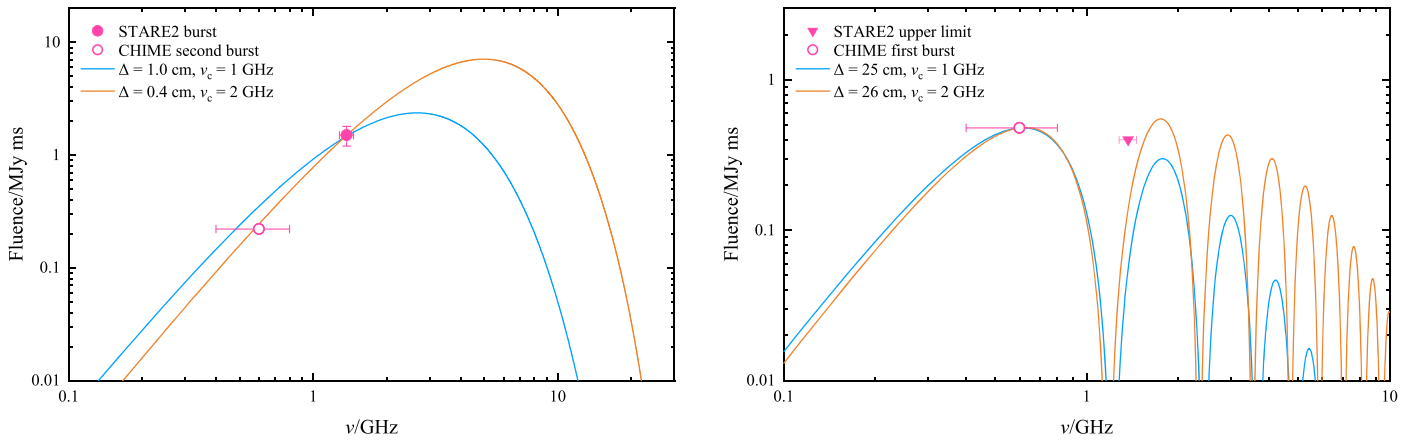 STARE2 burst
CHIME second burst
Δ = 1.0 cm, νc = 1 GHz
Δ = 0.4 cm, νc = 2 GHz
Fluence/MJy ms
10
1
0.1
0.01
0.1
1
10
ν/GHz
STARE2 upper limit
CHIME first burst
Δ = 25 cm, νc = 1 GHz
Δ = 26 cm, νc = 2 GHz
Fluence/MJy ms
1
0.1
0.01
0.1
1
10
ν/GHz